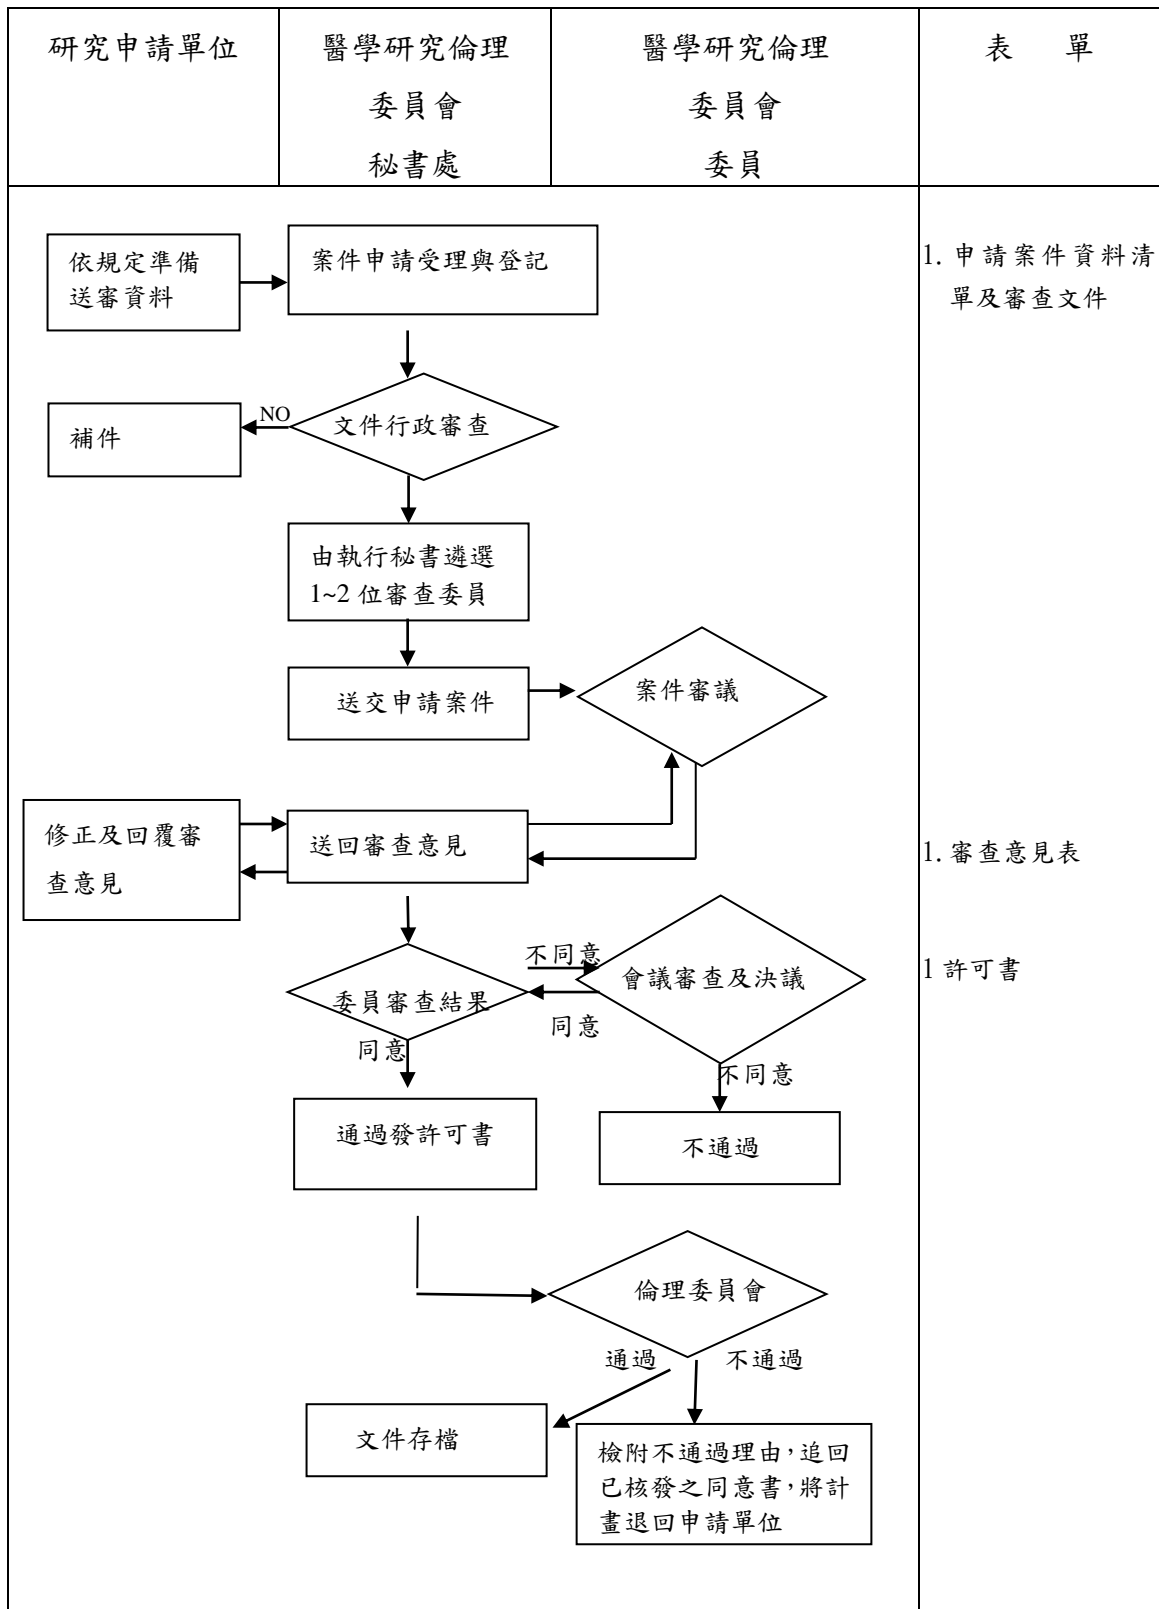 研究申請單位
醫學研究倫理
委員會
秘書處
醫學研究倫理
委員會
委員
表 單
依規定準備
送審資料
案件申請受理與登記
1. 申請案件資料清
單及審查文件
補件
NO
文件行政審查
由執行秘書遴選
1~2 位審查委員
送交申請案件
案件審議
修正及回覆審
查意見
送回審查意見
1. 審查意見表
不同意
會議審查及決議
1 許可書
委員審查結果
同意
同意
不同意
通過發許可書
不通過
倫理委員會
通過
不通過
文件存檔
檢附不通過理由，追回
已核發之同意書，將計
畫退回申請單位